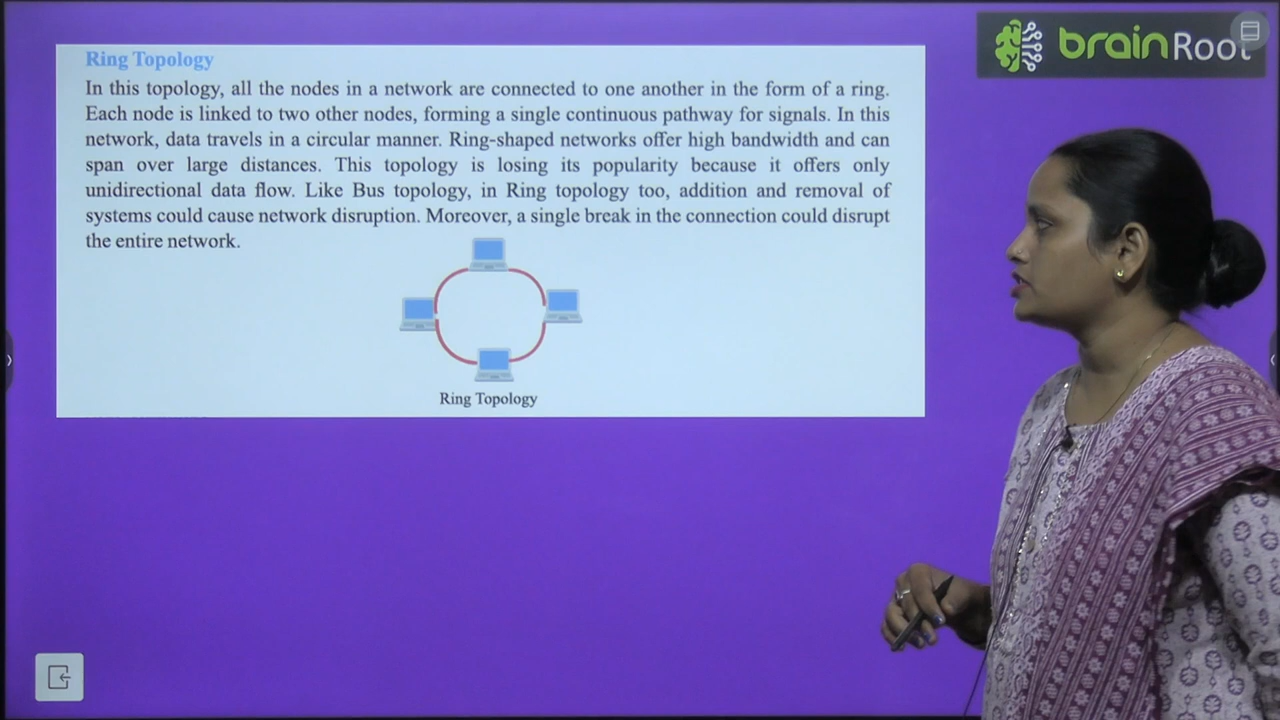 brainRoot
Ring Topology
In this topology, all the nodes in a network are connected to one another in the form of a ring.
Each node is linked to two other nodes, forming a single continuous pathway for signals. In this
network, data travels in a circular manner. Ring-shaped networks offer high bandwidth and can
span over large distances. This topology is losing its popularity because it offers only
unidirectional data flow. Like Bus topology, in Ring topology too, addition and removal of
systems could cause network disruption. Moreover, a single break in the connection could disrupt
the entire network.
Ring Topology